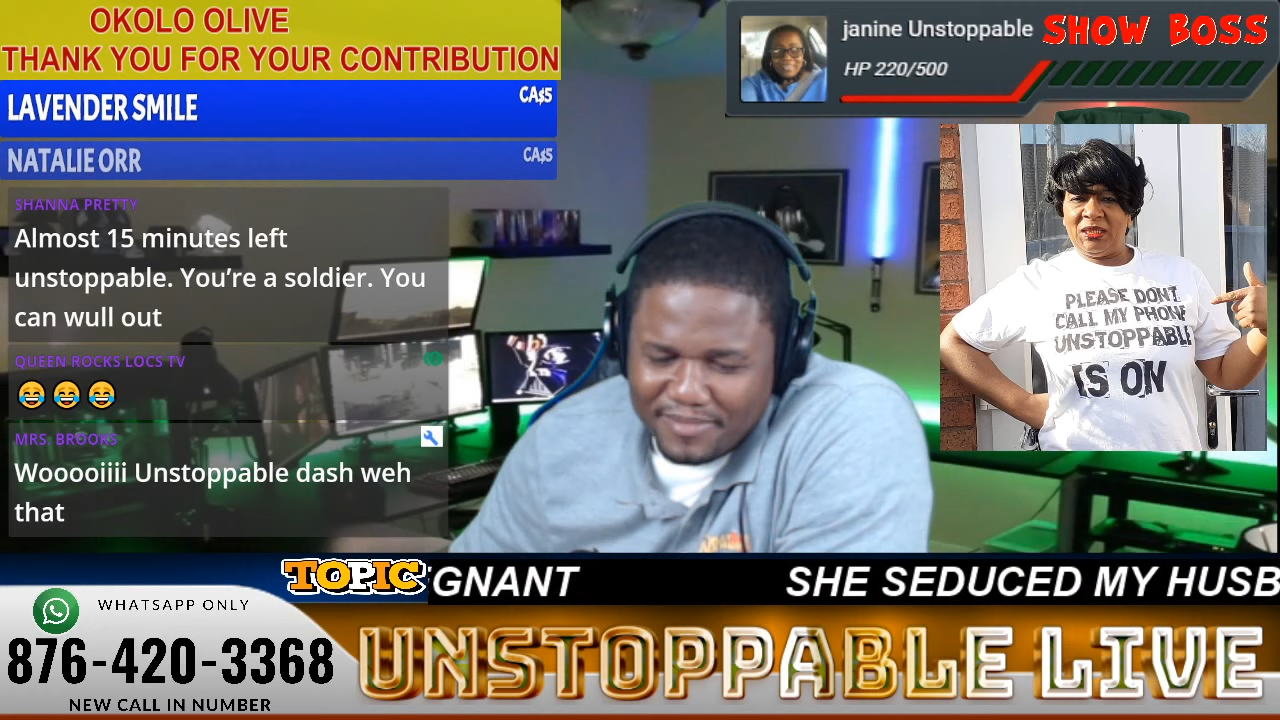 OKOLO OLIVE
THANK YOU FOR YOUR CONTRIBUTION
LAVENDER SMILE CA$5
NATALIE ORR CA$5
SHANNA PRETTY
Almost 15 minutes left
unstoppable. You’re a soldier. You
can wull out
QUEEN ROCKS LOCS TV
😂 😂 😂
MRS. BROOKS
Wooooiiii Unstoppable dash weh
that
janine Unstoppable SHOW BOSS
HP 220/500
PLEASE DONT
CALL MY PHONE
UNSTOPPABLE
IS ON
TOPIC GNANT SHE SEDUCED MY HUSB
WHATSAPP ONLY
876-420-3368
NEW CALL IN NUMBER
UNSTOPPABLE LIVE